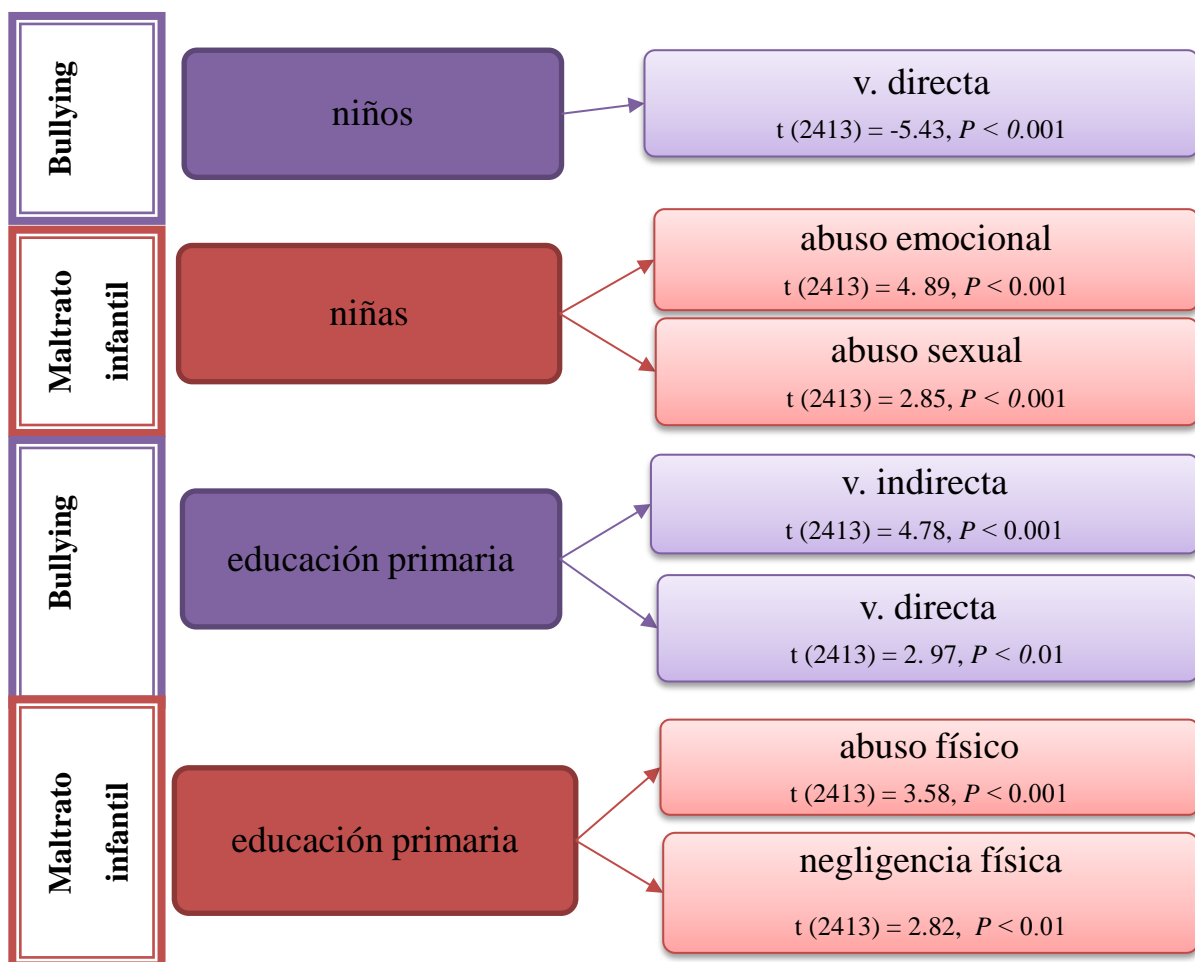 Bullying
niños
v. directa
t (2413) = -5.43, P < 0.001
Maltrato
infantil
niñas
abuso emocional
t (2413) = 4. 89, P < 0.001
abuso sexual
t (2413) = 2.85, P < 0.001
Bullying
educación primaria
v. indirecta
t (2413) = 4.78, P < 0.001
v. directa
t (2413) = 2. 97, P < 0.01
Maltrato
infantil
educación primaria
abuso físico
t (2413) = 3.58, P < 0.001
negligencia física
t (2413) = 2.82, P < 0.01